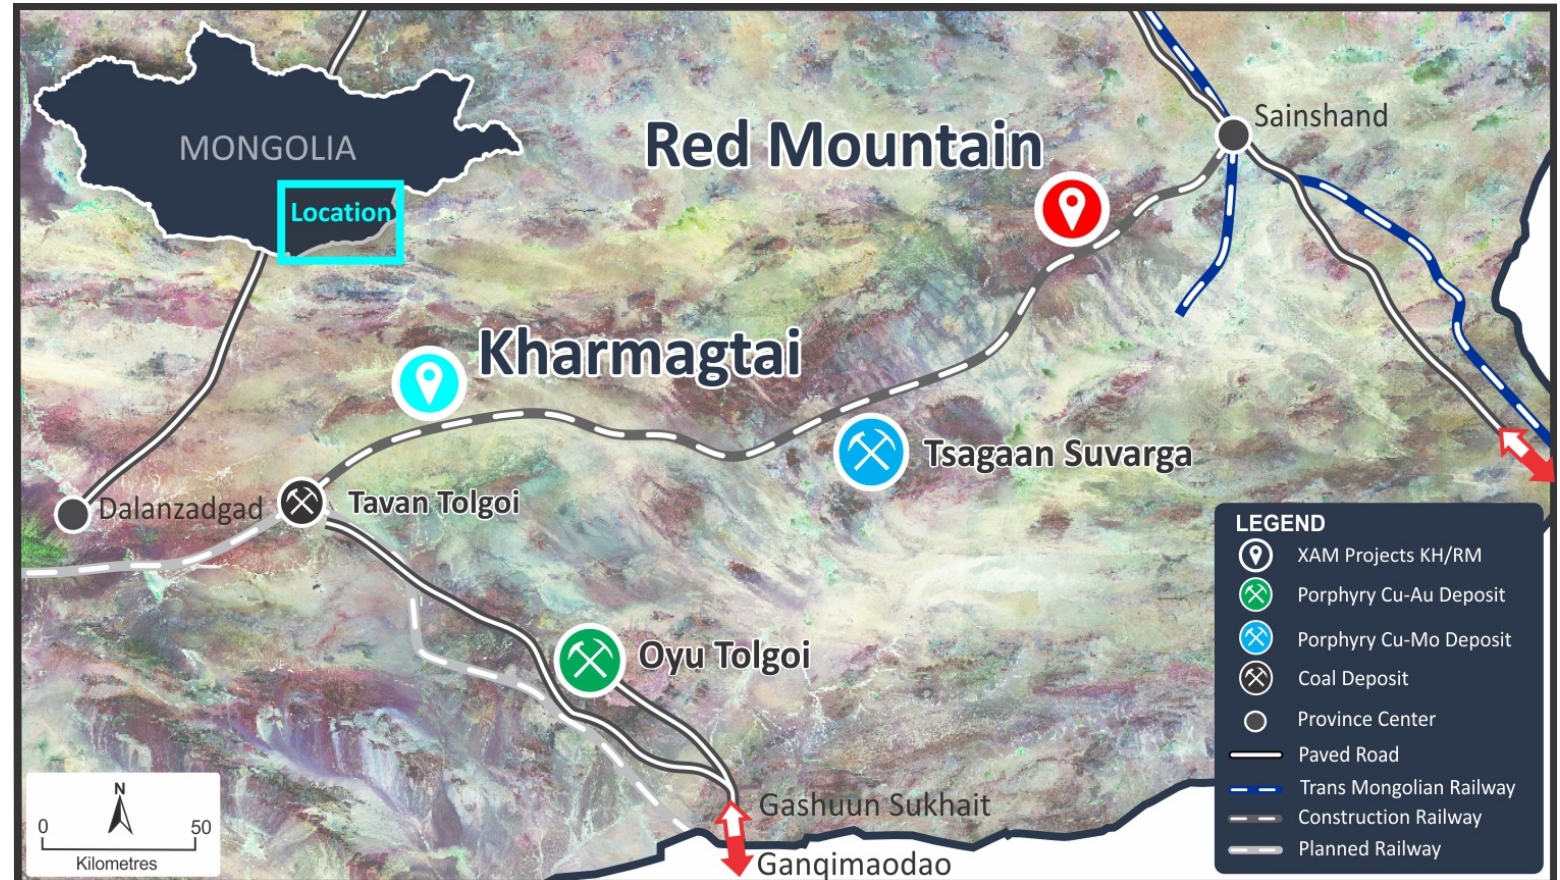 MONGOLIA
Location
Red Mountain
Sainshand
Kharmagtai
Tsagaan Suvarga
Dalanzadgad
Tavan Tolgoi
Oyu Tolgoi
Gashuun Sukhait
Ganqimaodao
N
0 50
Kilometres
LEGEND
XAM Projects KH/RM
Porphyry Cu-Au Deposit
Porphyry Cu-Mo Deposit
Coal Deposit
Province Center
Paved Road
Trans Mongolian Railway
Construction Railway
Planned Railway